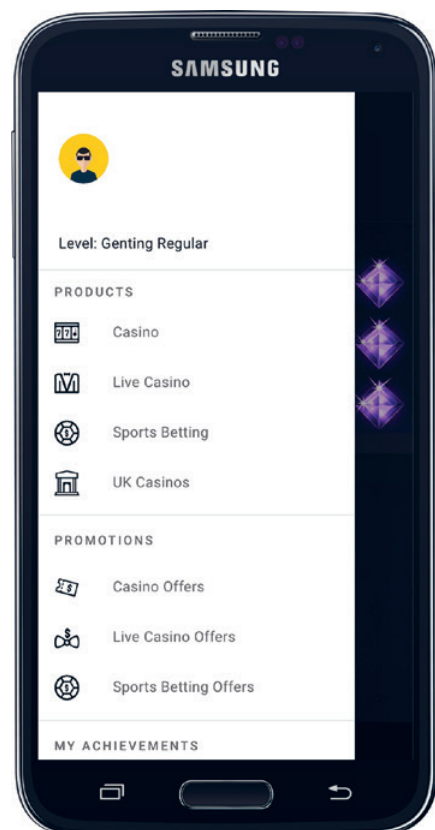 SAMSUNG
Level: Genting Regular
PRODUCTS
Casino
Live Casino
Sports Betting
UK Casinos
PROMOTIONS
Casino Offers
Live Casino Offers
Sports Betting Offers
MY ACHIEVEMENTS